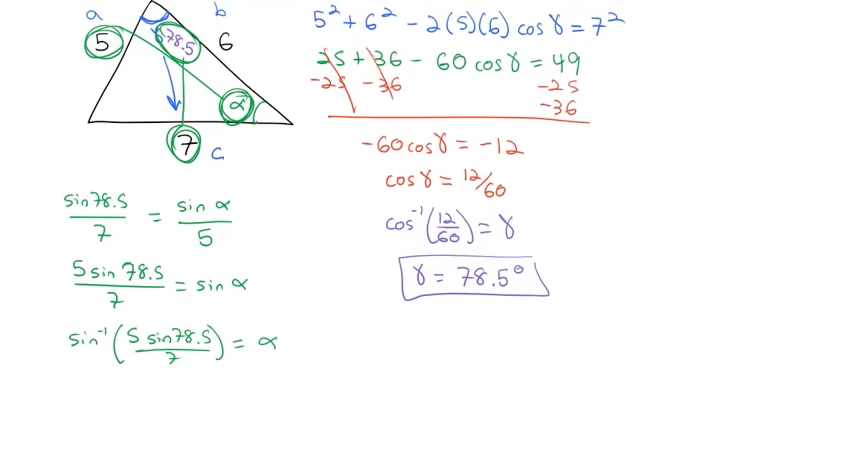 a
b
5
γ 78.5
6
α
7
c
5² + 6² - 2(5)(6) cos γ = 7²
25 + 36 - 60 cos γ = 49
-25 -36 -25
-36
-60 cos γ = -12
cos γ = 12/60
cos⁻¹(12/60) = γ
γ = 78.5°
sin 78.5/7 = sin α/5
5 sin 78.5/7 = sin α
sin⁻¹(5 sin 78.5/7) = α